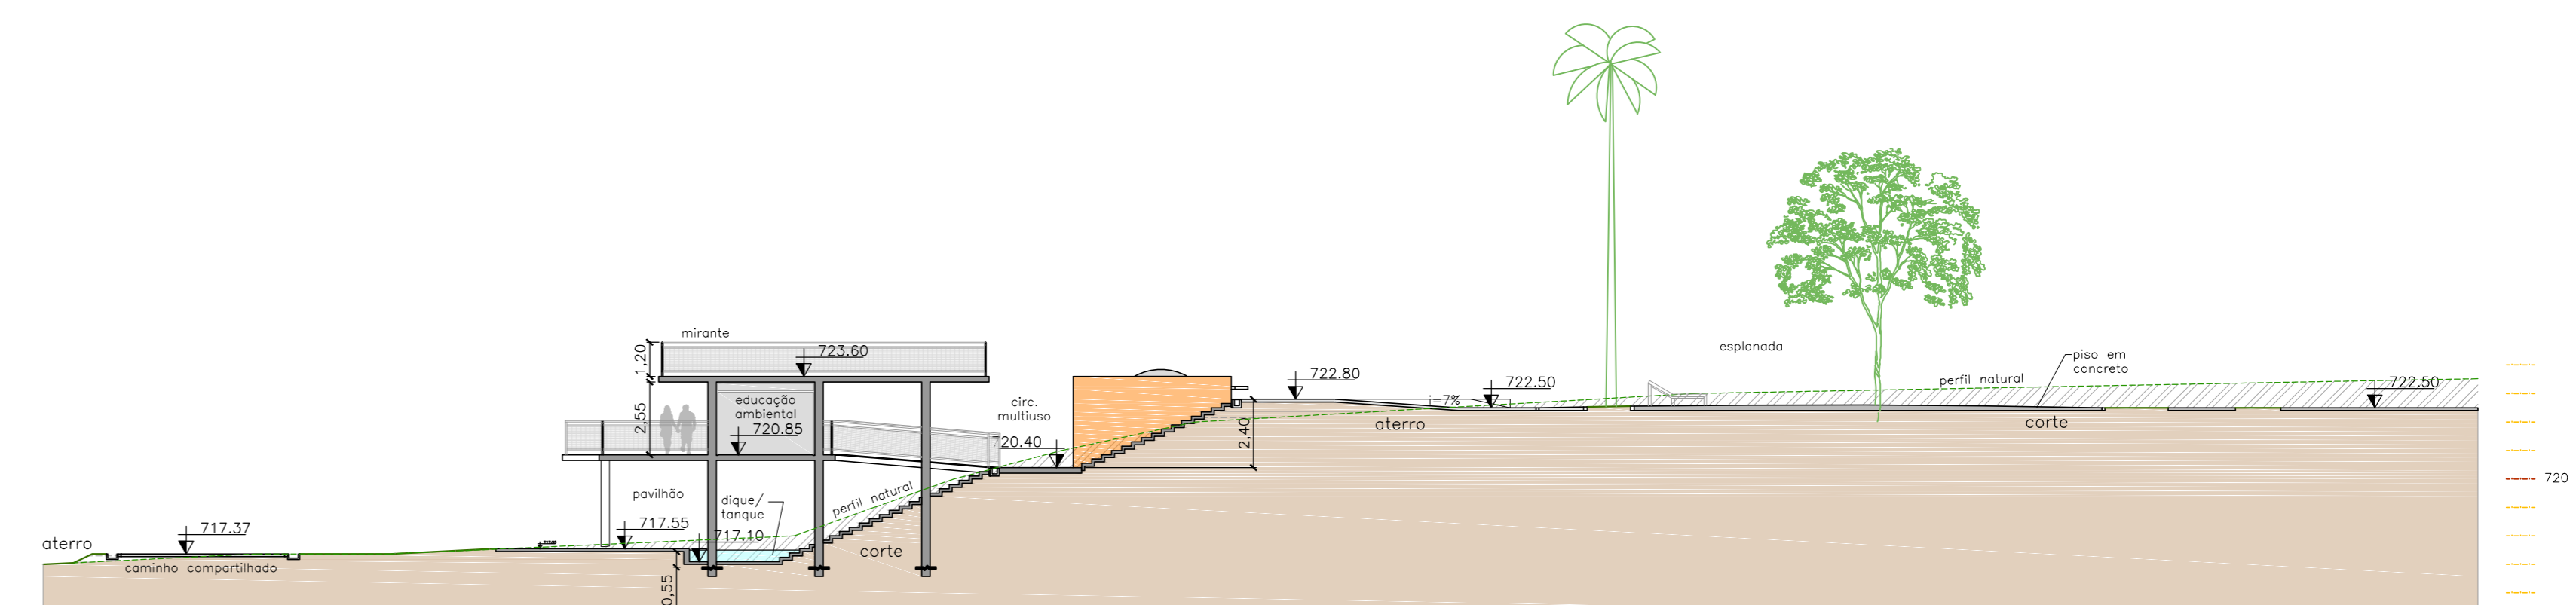 mirante
1,20
723.60
2,55
educação
ambiental
720.85
circ.
multiuso
720.40
2,40
722.80
i=7%
722.50
aterro
esplanada
perfil natural
piso em
concreto
722.50
corte
720
pavilhão
dique/
tanque
perfil natural
717.37
717.55
717.10
aterro
caminho compartilhado
corte
0,55